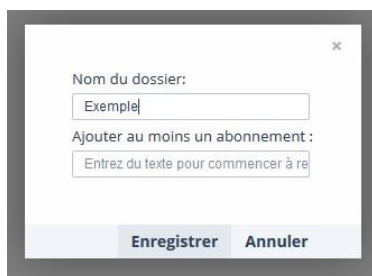 ×
Nom du dossier:
Exemple
Ajouter au moins un abonnement :
Entrez du texte pour commencer à re
Enregistrer Annuler